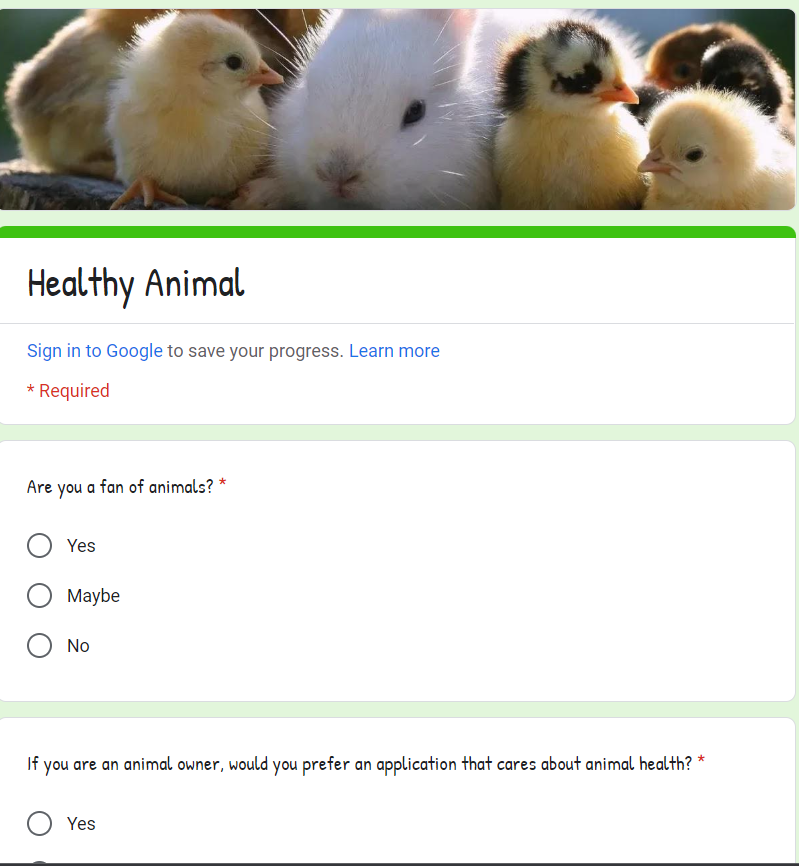 Healthy Animal
Sign in to Google to save your progress. Learn more
* Required
Are you a fan of animals? *
Yes
Maybe
No
If you are an animal owner, would you prefer an application that cares about animal health? *
Yes